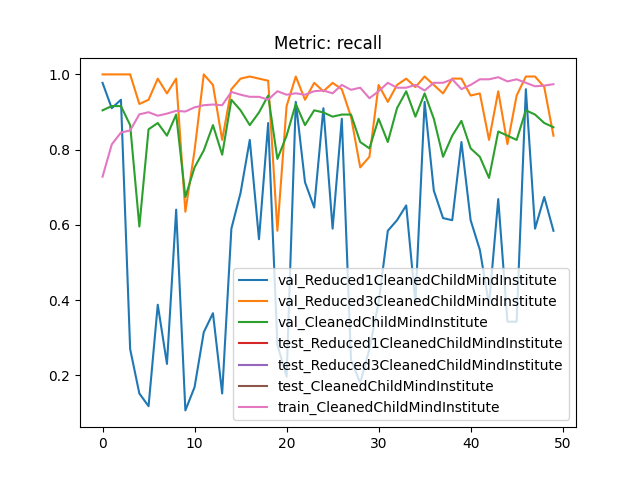 Metric: recall
1.0
0.8
0.6
0.4
0.2
0
10
20
30
40
50
val_Reduced1CleanedChildMindInstitute
val_Reduced3CleanedChildMindInstitute
val_CleanedChildMindInstitute
test_Reduced1CleanedChildMindInstitute
test_Reduced3CleanedChildMindInstitute
test_CleanedChildMindInstitute
train_CleanedChildMindInstitute